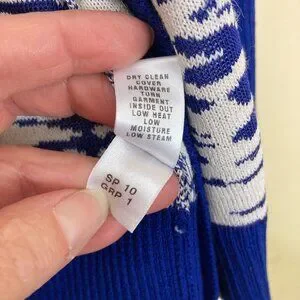 DRY CLEAN
COVER
HARDWARE
TURN
GARMENT
INSIDE OUT
LOW HEAT
LOW
MOISTURE
LOW STEAM
SP 10
GRP 1